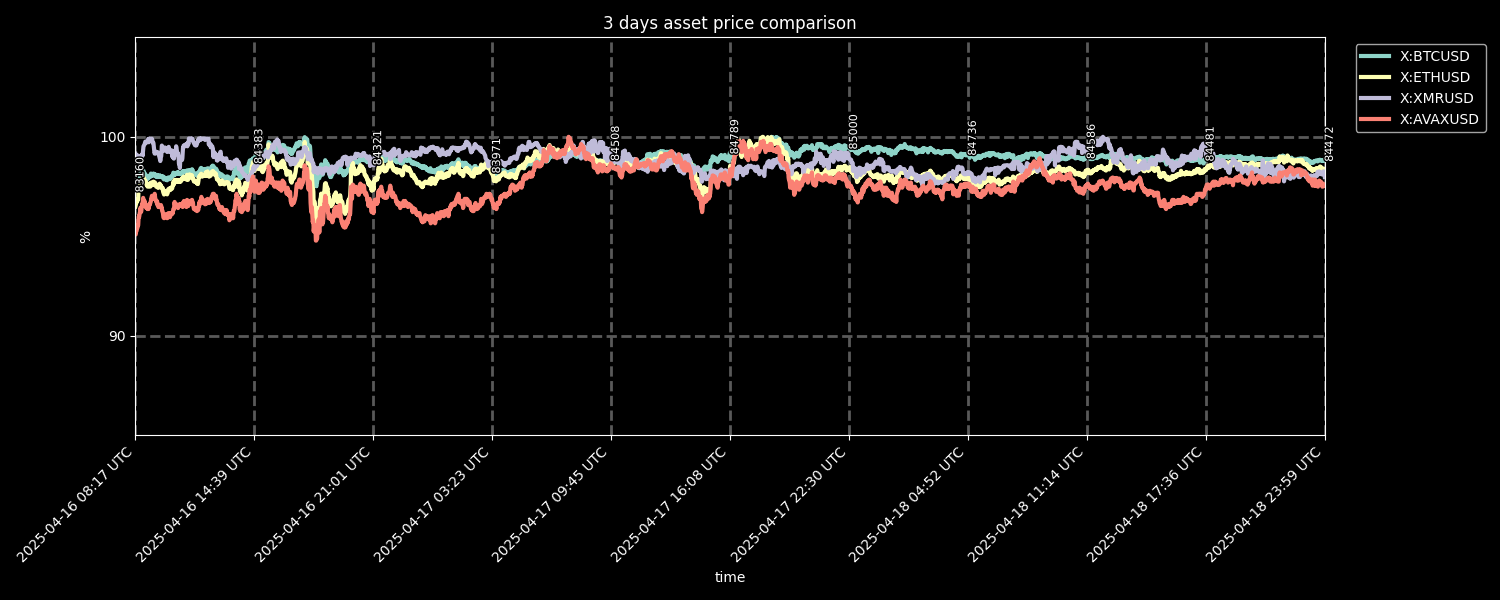 3 days asset price comparison
X:BTCUSD
X:ETHUSD
X:XMRUSD
X:AVAXUSD
100
90
%
84383
84321
83971
84508
84789
85000
84736
84586
84481
84472
2025-04-16 08:17 UTC
2025-04-16 14:39 UTC
2025-04-16 21:01 UTC
2025-04-17 03:23 UTC
2025-04-17 09:45 UTC
2025-04-17 16:08 UTC
2025-04-17 22:30 UTC
2025-04-18 04:52 UTC
2025-04-18 11:14 UTC
2025-04-18 17:36 UTC
2025-04-18 23:59 UTC
time